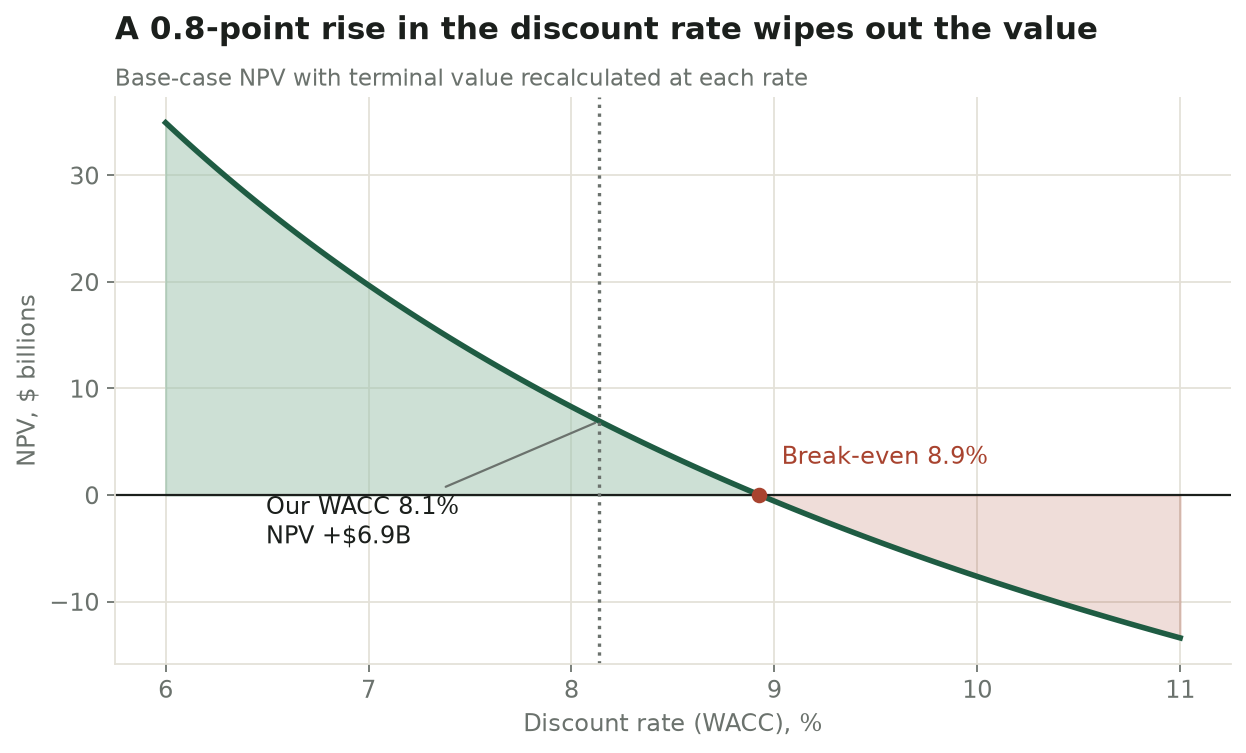 A 0.8-point rise in the discount rate wipes out the value
Base-case NPV with terminal value recalculated at each rate
NPV, $ billions
30
20
10
0
−10
Our WACC 8.1%
NPV +$6.9B
Break-even 8.9%
6
7
8
9
10
11
Discount rate (WACC), %